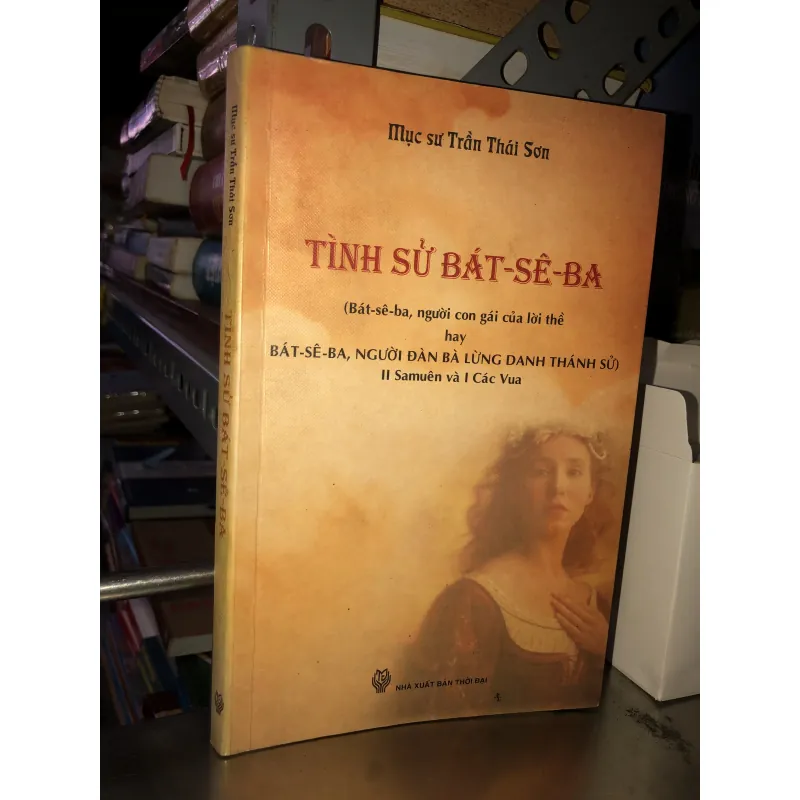 Mục sư Trần Thái Sơn
TÌNH SỬ BÁT-SÊ-BA
Mục sư Trần Thái Sơn
TÌNH SỬ BÁT-SÊ-BA
(Bát-sê-ba, người con gái của lời thề
hay
BÁT-SÊ-BA, NGƯỜI ĐÀN BÀ LỪNG DANH THÁNH SỬ)
II Samuên và I Các Vua
NHÀ XUẤT BẢN THỜI ĐẠI